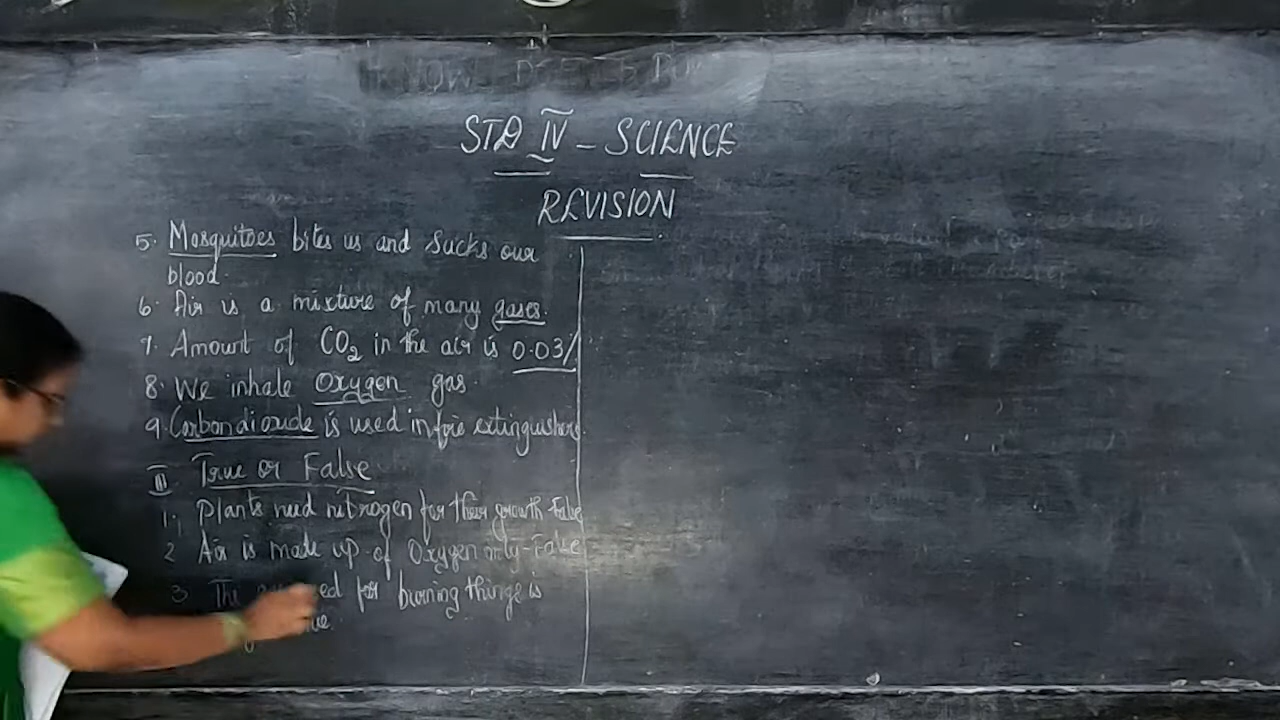 STD IV - SCIENCE
REVISION
5. Mosquitoes bites us and sucks our
blood.
6. Air is a mixture of many gases.
7. Amount of CO2 in the air is 0.03%
8. We inhale Oxygen gas.
9. Carbondioxide is used in fire extinguishers.
III True or False
1. Plants need nitrogen for their growth - False
2. Air is made up of Oxygen only - False
3. The for burning things is